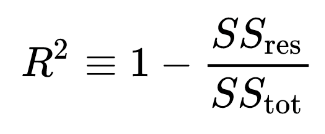 R² ≡ 1 − SS_res / SS_tot